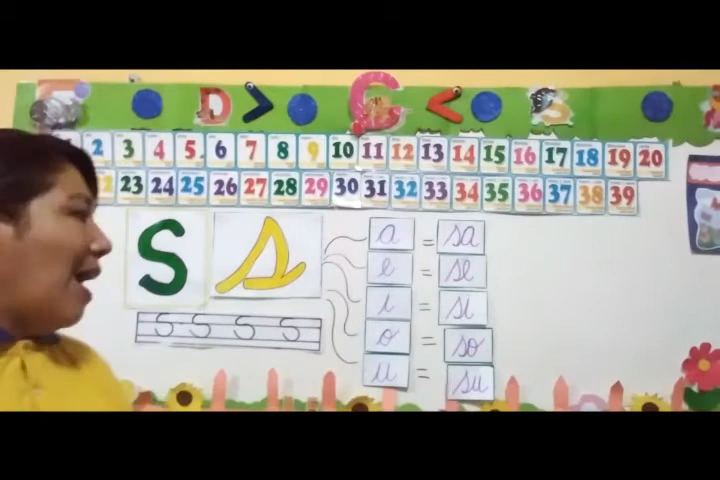 D > C < S
2 3 4 5 6 7 8 9 10 11 12 13 14 15 16 17 18 19 20
23 24 25 26 27 28 29 30 31 32 33 34 35 36 37 38 39
S s
a = sa
e = se
i = si
o = so
u = su
S S S S